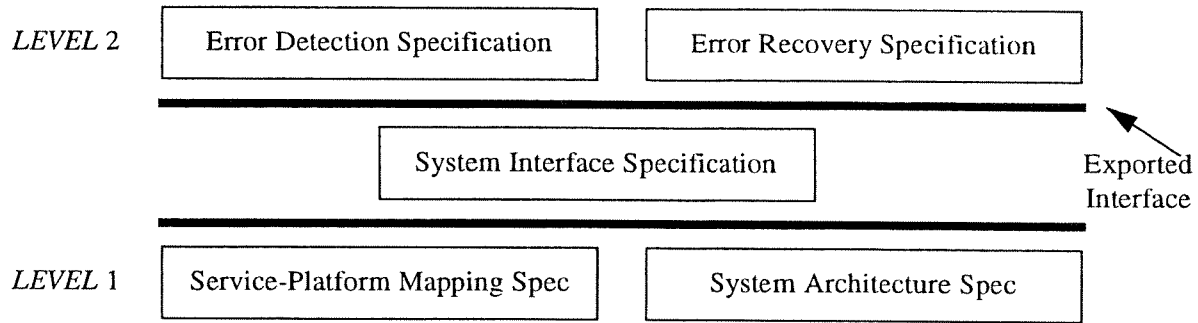 LEVEL 2
Error Detection Specification
Error Recovery Specification
System Interface Specification
Exported
Interface
LEVEL 1
Service-Platform Mapping Spec
System Architecture Spec